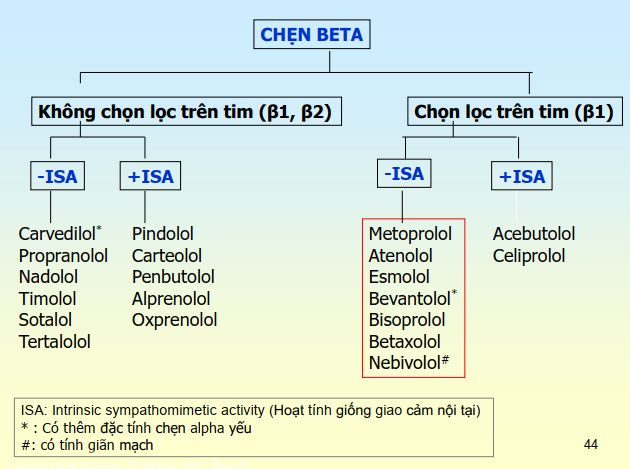 CHẸN BETA
Không chọn lọc trên tim (β1, β2)
Chọn lọc trên tim (β1)
-ISA
+ISA
-ISA
+ISA
Carvedilol*
Propranolol
Nadolol
Timolol
Sotalol
Tertalolol
Pindolol
Carteolol
Penbutolol
Alprenolol
Oxprenolol
Metoprolol
Atenolol
Esmolol
Bevantolol*
Bisoprolol
Betaxolol
Nebivolol#
Acebutolol
Celiprolol
ISA: Intrinsic sympathomimetic activity (Hoạt tính giống giao cảm nội tại)
* : Có thêm đặc tính chẹn alpha yếu
#: có tính giãn mạch
44